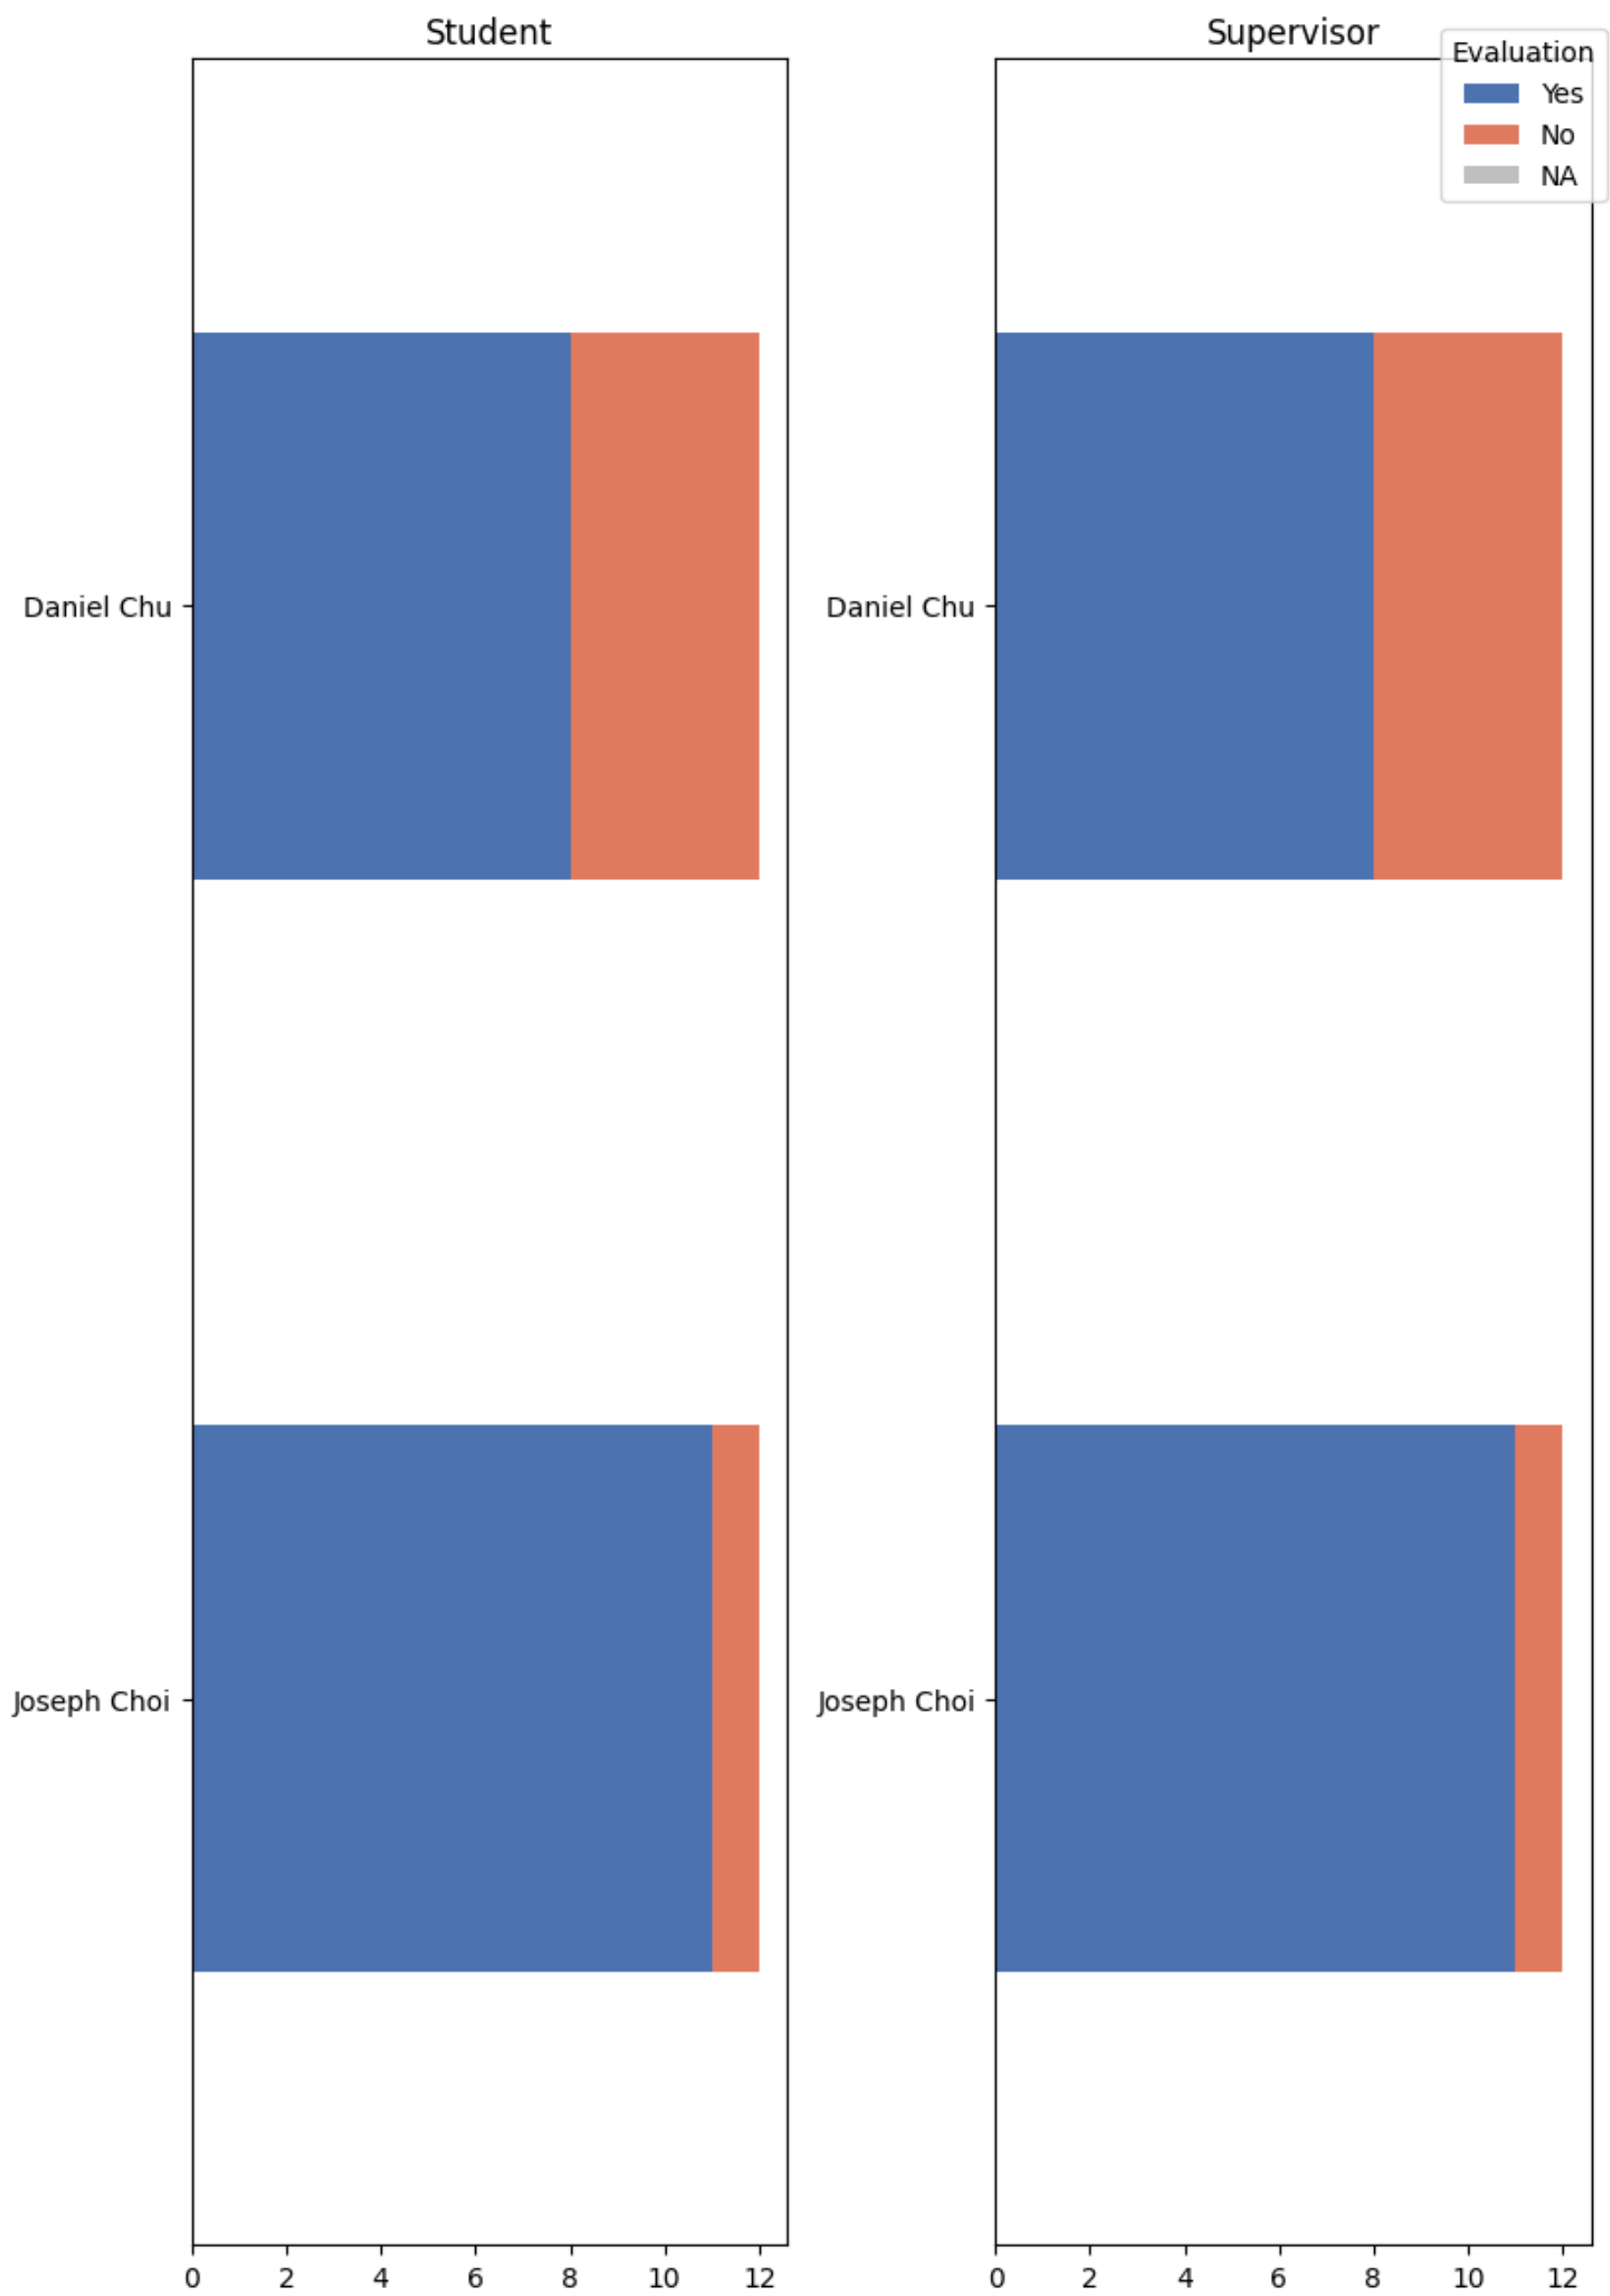 Student
Supervisor
Evaluation
Yes
No
NA
Daniel Chu
Daniel Chu
Joseph Choi
Joseph Choi
0 2 4 6 8 10 12
0 2 4 6 8 10 12